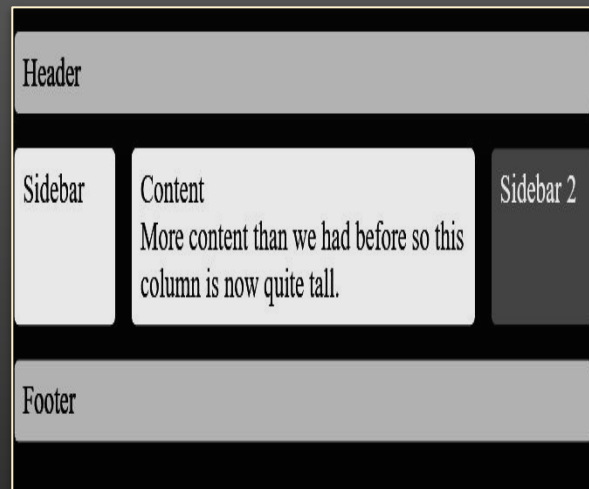 Header
Sidebar
Content
More content than we had before so this
column is now quite tall.
Sidebar 2
Footer